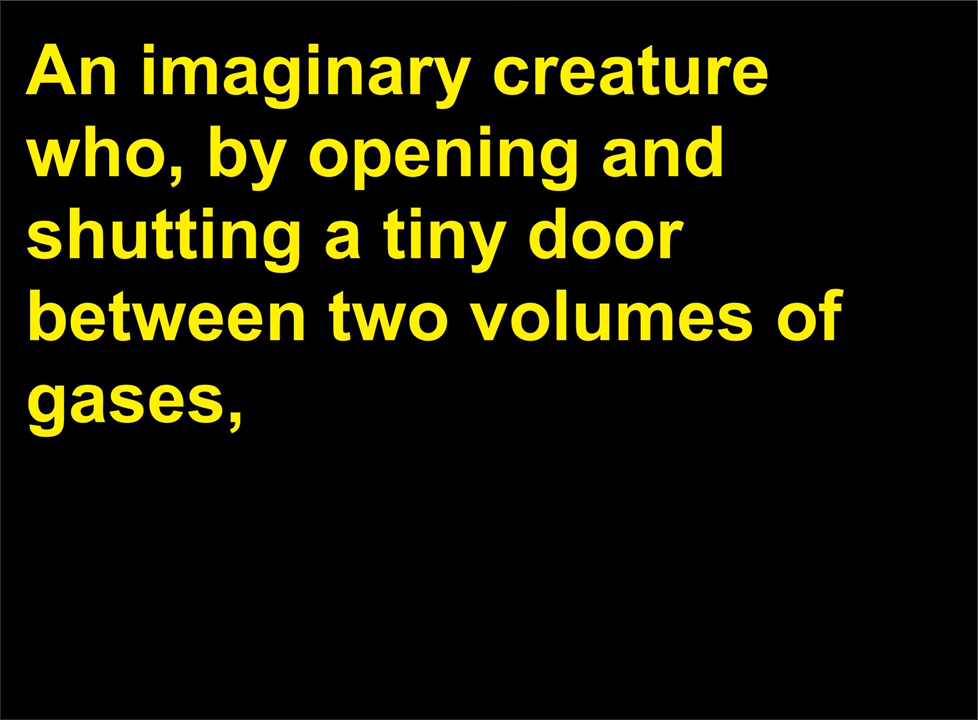 An imaginary creature
who, by opening and
shutting a tiny door
between two volumes of
gases,